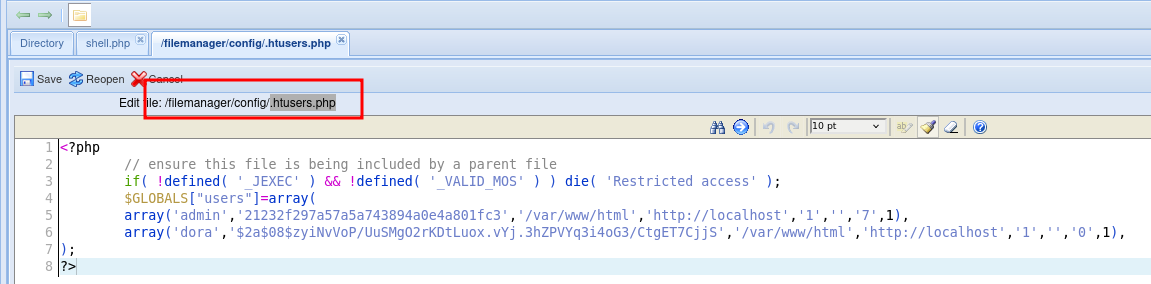 Directory shell.php /filemanager/config/.htusers.php
Save Reopen Cancel
Edit file: /filemanager/config/.htusers.php
10 pt
1 <?php
2 // ensure this file is being included by a parent file
3 if( !defined( '_JEXEC' ) && !defined( '_VALID_MOS' ) ) die( 'Restricted access' );
4 $GLOBALS["users"]=array(
5 array('admin','21232f297a57a5a743894a0e4a801fc3','/var/www/html','http://localhost','1','','7',1),
6 array('dora','$2a$08$zyiNvVoP/UuSMgO2rKDtLuox.vYj.3hZPVYq3i4oG3/CtgET7CjjS','/var/www/html','http://localhost','1','','0',1),
7 );
8 ?>